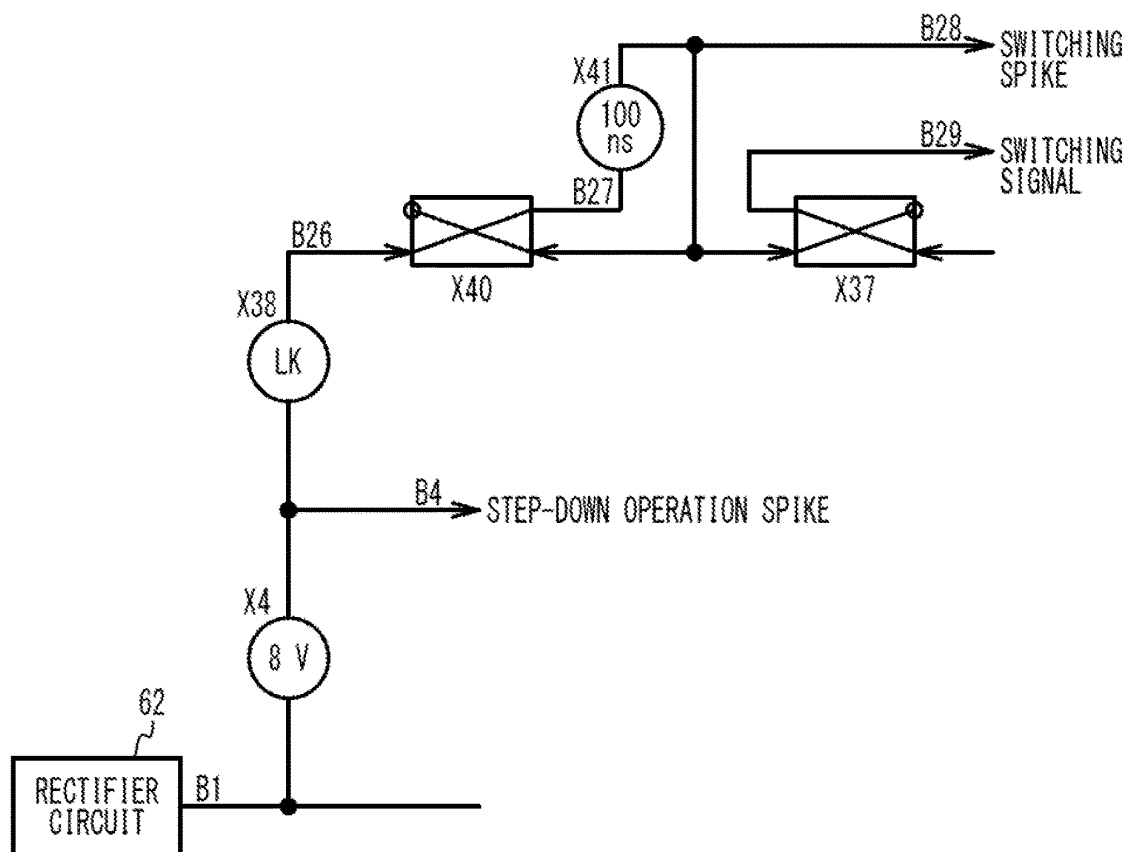 B28
SWITCHING
SPIKE
X41
100
ns
B29
SWITCHING
SIGNAL
B27
B26
X40
X37
X38
LK
B4
STEP-DOWN OPERATION SPIKE
X4
8 V
62
RECTIFIER
CIRCUIT
B1